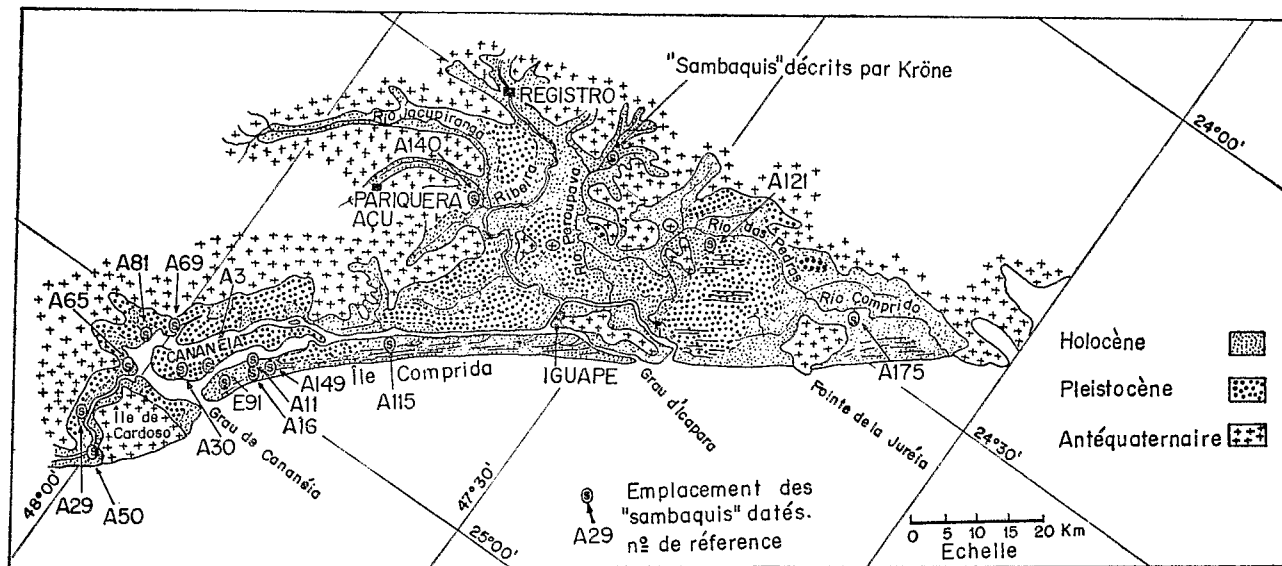 "Sambaquis" décrits par Kröne
REGISTRO
Rio Jacupiranga
A140
24°00'
PARIQUERA
AÇU
Ribeira
Rio Paroupava
A121
Rio das Pedras
A81
A69
A3
A65
Rio Comprido
CANANÉIA
Holocène
Île Comprida
A149
A11
E91
A16
A30
A115
IGUAPE
A175
Pleistocène
Île de
Cardoso
Grau de Cananéia
Grau d'Icapara
Pointe de la Juréia
Antéquaternaire
24°30'
48°00'
A29
A50
47°30'
25°00'
Emplacement des
"sambaquis" datés.
A29
nº de réference
0 5 10 15 20 Km
Echelle